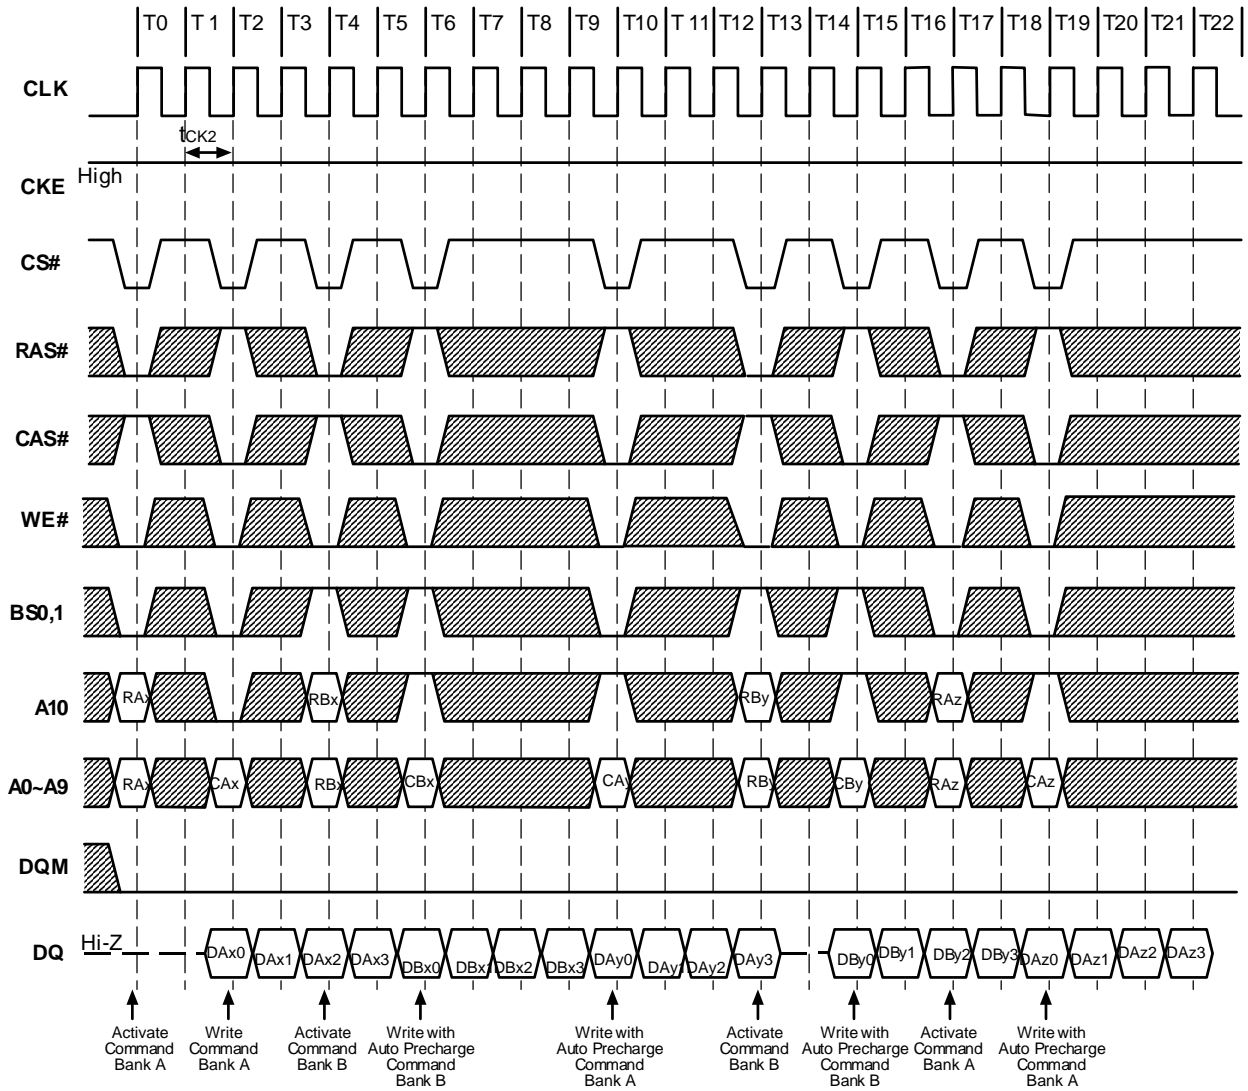 T0 T1 T2 T3 T4 T5 T6 T7 T8 T9 T10 T11 T12 T13 T14 T15 T16 T17 T18 T19 T20 T21 T22
CLK
tCK2
High
CKE
CS#
RAS#
CAS#
WE#
BS0,1
A10 RAx RBx RBy RAz
A0~A9 RAx CAx RBx CBx CAy RBy CBy RAz CAz
DQM
DQ Hi-Z DAx0 DAx1 DAx2 DAx3 DBx0 DBx1 DBx2 DBx3 DAy0 DAy1 DAy2 DAy3 DBy0 DBy1 DBy2 DBy3 DAz0 DAz1 DAz2 DAz3
Activate
Command
Bank A
Write
Command
Bank A
Activate
Command
Bank B
Write with
Auto Precharge
Command
Bank B
Write with
Auto Precharge
Command
Bank A
Activate
Command
Bank B
Write with
Auto Precharge
Command
Bank B
Activate
Command
Bank A
Write with
Auto Precharge
Command
Bank A